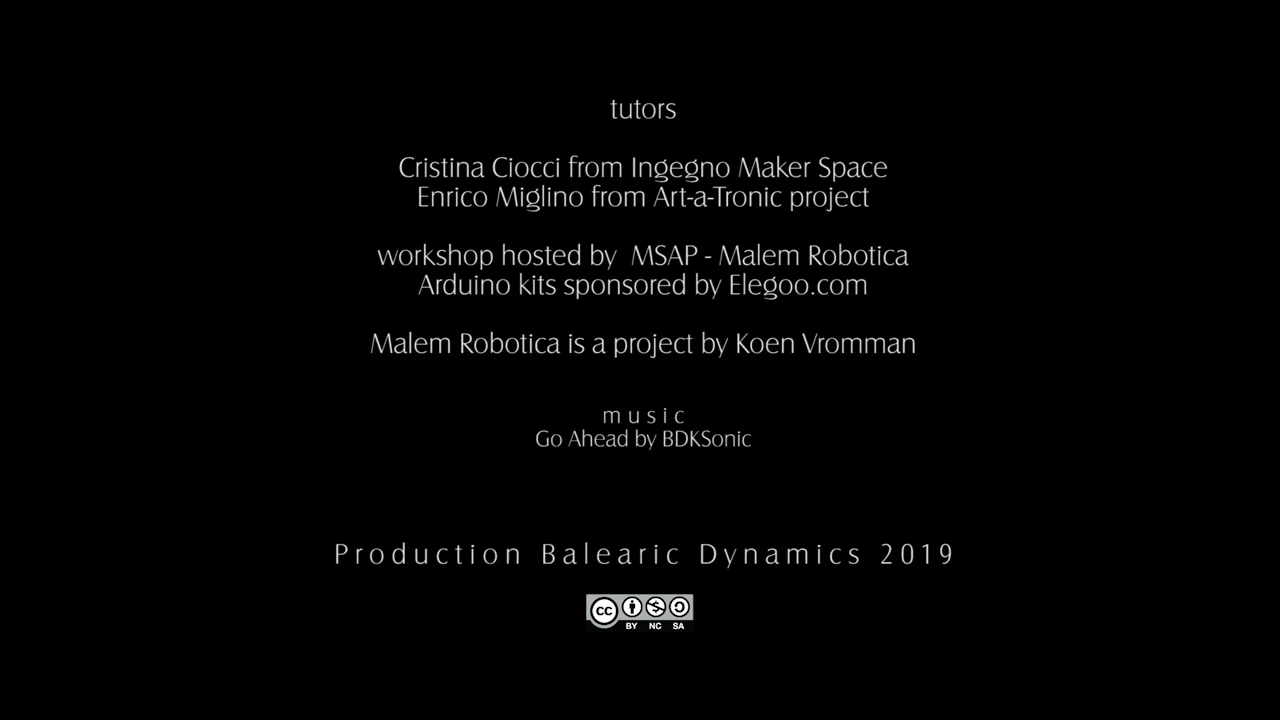 tutors
Cristina Ciocci from Ingegno Maker Space
Enrico Miglino from Art-a-Tronic project
workshop hosted by  MSAP - Malem Robotica
Arduino kits sponsored by Elegoo.com
Malem Robotica is a project by Koen Vromman
music
Go Ahead by BDKSonic
Production Balearic Dynamics 2019
cc BY NC SA